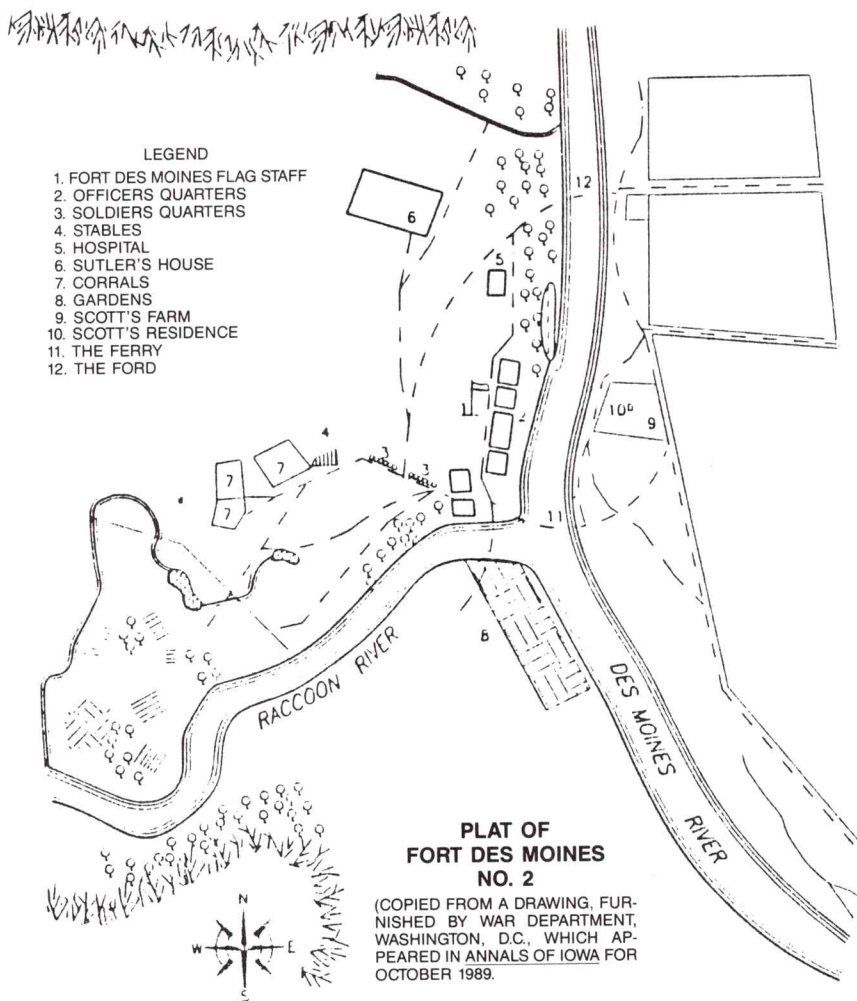 LEGEND
1. FORT DES MOINES FLAG STAFF
2. OFFICERS QUARTERS
3. SOLDIERS QUARTERS
4. STABLES
5. HOSPITAL
6. SUTLER'S HOUSE
7. CORRALS
8. GARDENS
9. SCOTT'S FARM
10. SCOTT'S RESIDENCE
11. THE FERRY
12. THE FORD
12
6
5
10
9
4
3
3
7
7
7
11
8
RACCOON RIVER
DES MOINES RIVER
N
W
E
S
PLAT OF
FORT DES MOINES
NO. 2
(COPIED FROM A DRAWING, FUR-
NISHED BY WAR DEPARTMENT,
WASHINGTON, D.C., WHICH AP-
PEARED IN ANNALS OF IOWA FOR
OCTOBER 1989.